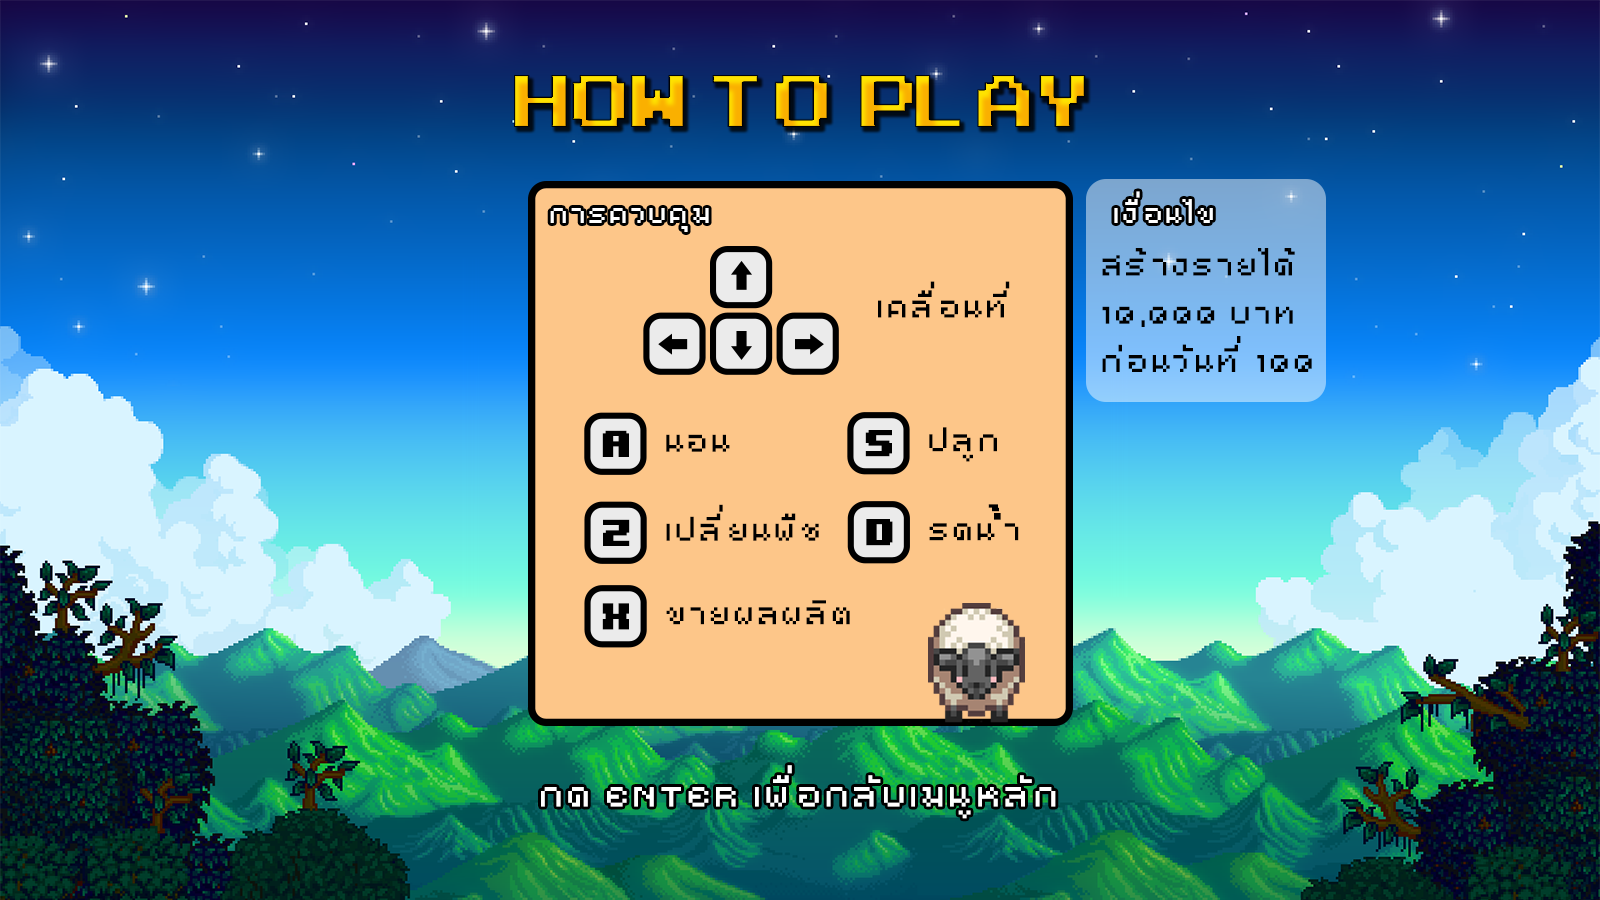 HOW TO PLAY
การควบคุม
เคลื่อนที่
A นอน
S ปลูก
Z เปลี่ยนพืช
D รดน้ำ
X ขายผลผลิต
เงื่อนไข
สร้างรายได้
10,000 บาท
ก่อนวันที่ 100
กด ENTER เพื่อกลับเมนูหลัก